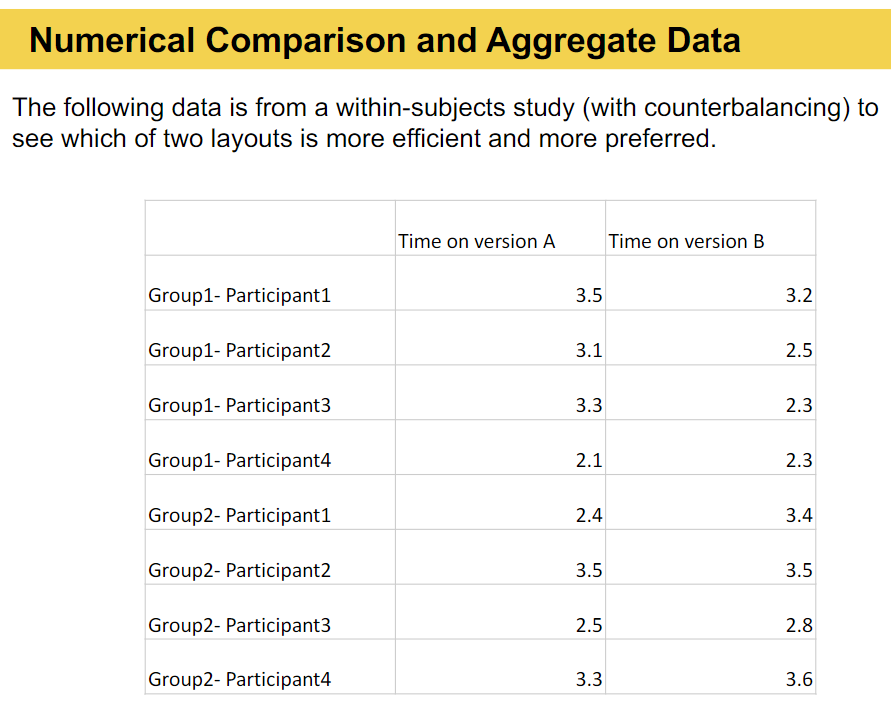 Numerical Comparison and Aggregate Data
The following data is from a within-subjects study (with counterbalancing) to
see which of two layouts is more efficient and more preferred.
Time on version A Time on version B
Group1- Participant1 3.5 3.2
Group1- Participant2 3.1 2.5
Group1- Participant3 3.3 2.3
Group1- Participant4 2.1 2.3
Group2- Participant1 2.4 3.4
Group2- Participant2 3.5 3.5
Group2- Participant3 2.5 2.8
Group2- Participant4 3.3 3.6